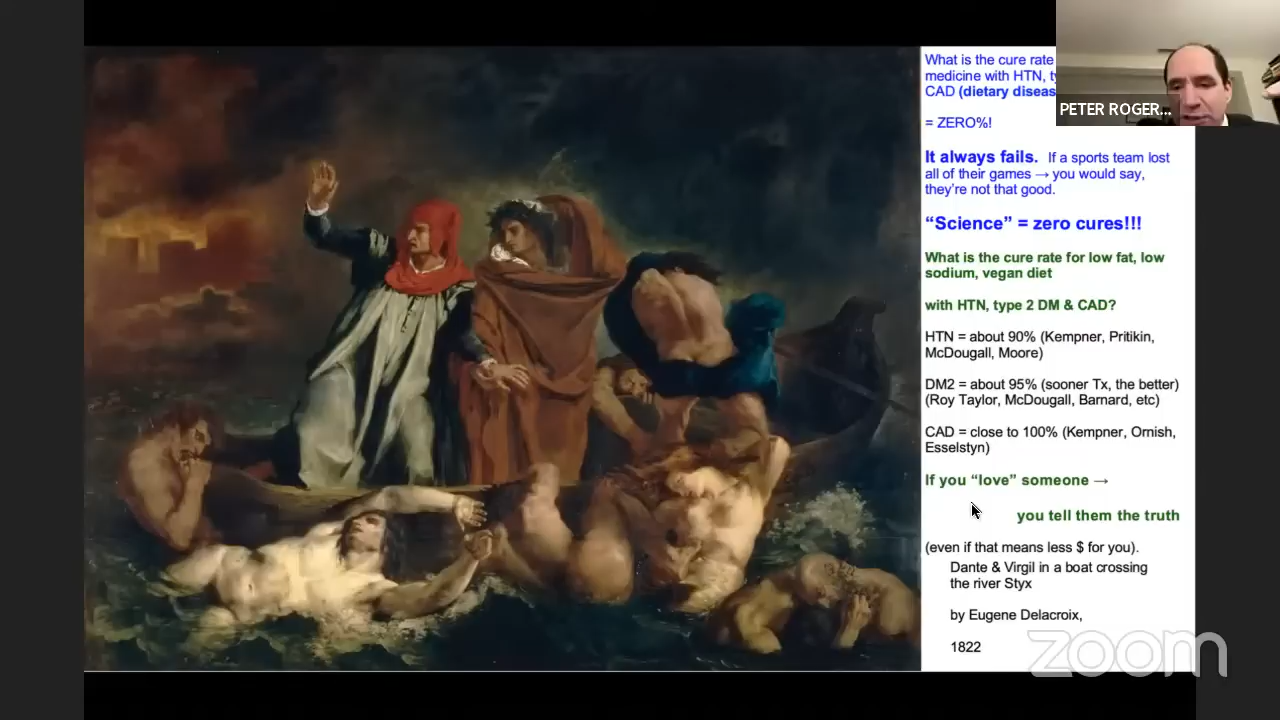 What is the cure rate
medicine with HTN,
CAD (dietary
= ZERO%!
It always fails. If a sports team lost
all of their games → you would say,
they're not that good.
“Science” = zero cures!!!
What is the cure rate for low fat, low
sodium, vegan diet
with HTN, type 2 DM & CAD?
HTN = about 90% (Kempner, Pritikin,
McDougall, Moore)
DM2 = about 95% (sooner Tx, the better)
(Roy Taylor, McDougall, Barnard, etc)
CAD = close to 100% (Kempner, Ornish,
Esselstyn)
If you “love” someone →
you tell them the truth
(even if that means less $ for you).
Dante & Virgil in a boat crossing
the river Styx
by Eugene Delacroix,
1822
PETER ROGER...
zoom